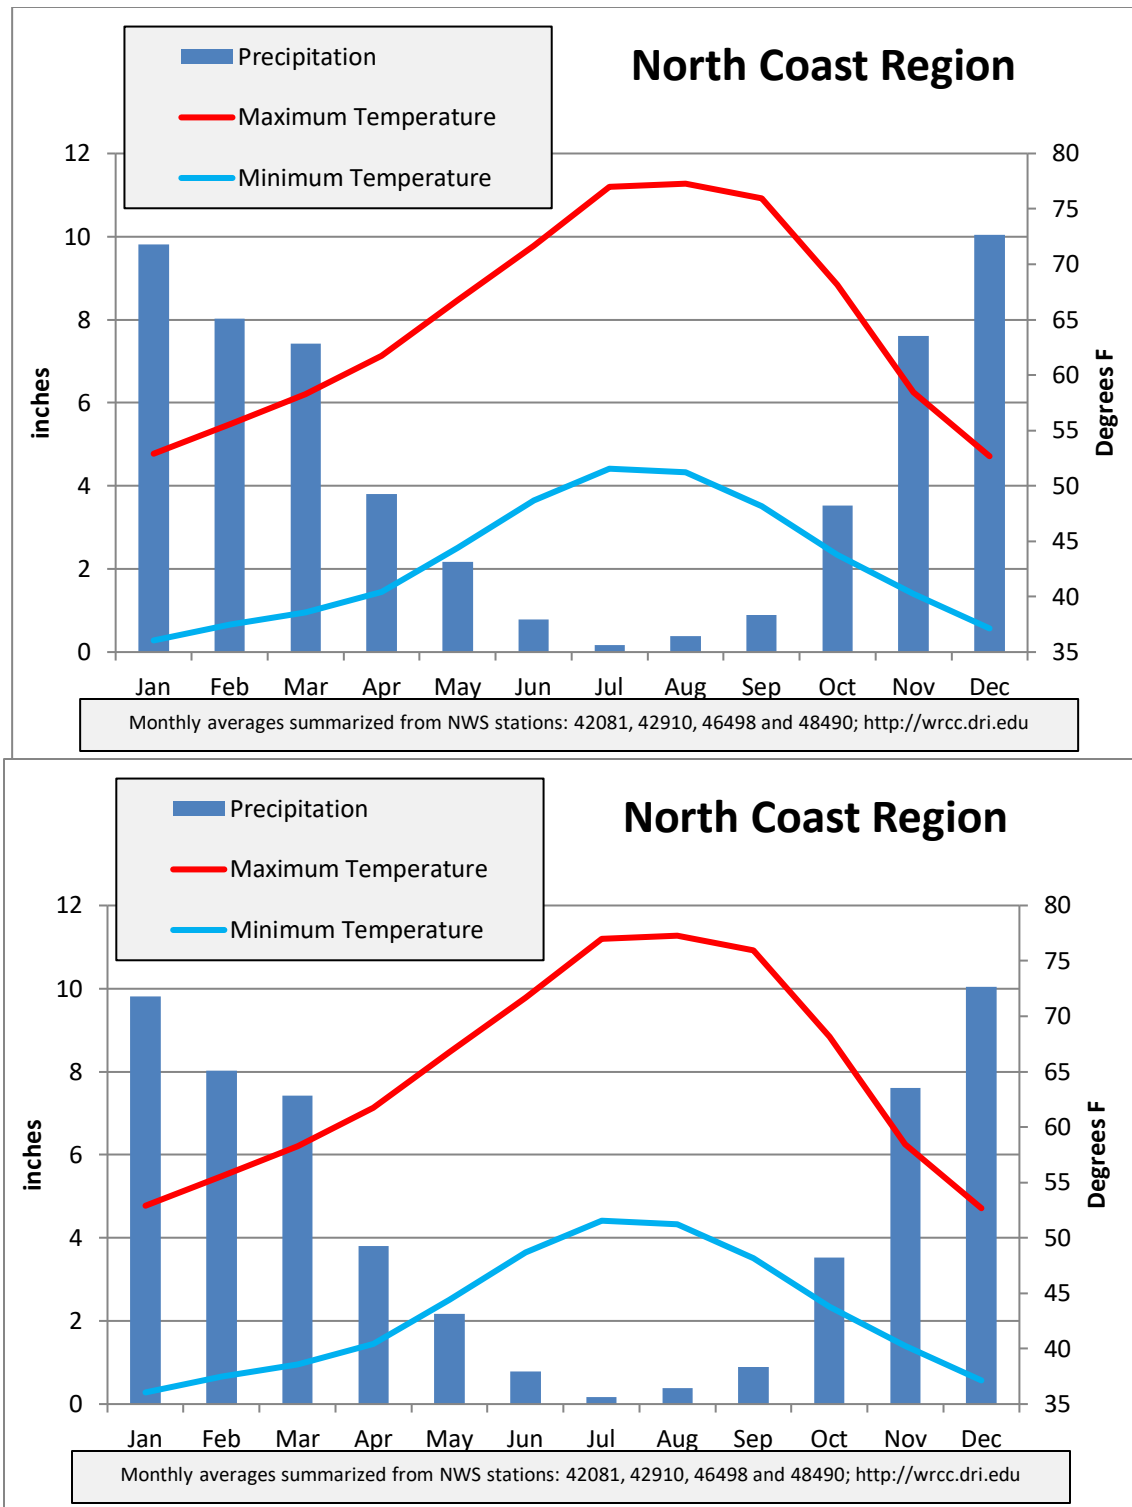 North Coast Region
Precipitation
Maximum Temperature
Minimum Temperature
12
10
8
6
4
2
0
inches
80
75
70
65
60
55
50
45
40
35
Degrees F
Jan Feb Mar Apr May Jun Jul Aug Sep Oct Nov Dec
Monthly averages summarized from NWS stations: 42081, 42910, 46498 and 48490; http://wrcc.dri.edu
North Coast Region
Precipitation
Maximum Temperature
Minimum Temperature
12
10
8
6
4
2
0
inches
80
75
70
65
60
55
50
45
40
35
Degrees F
Jan Feb Mar Apr May Jun Jul Aug Sep Oct Nov Dec
Monthly averages summarized from NWS stations: 42081, 42910, 46498 and 48490; http://wrcc.dri.edu